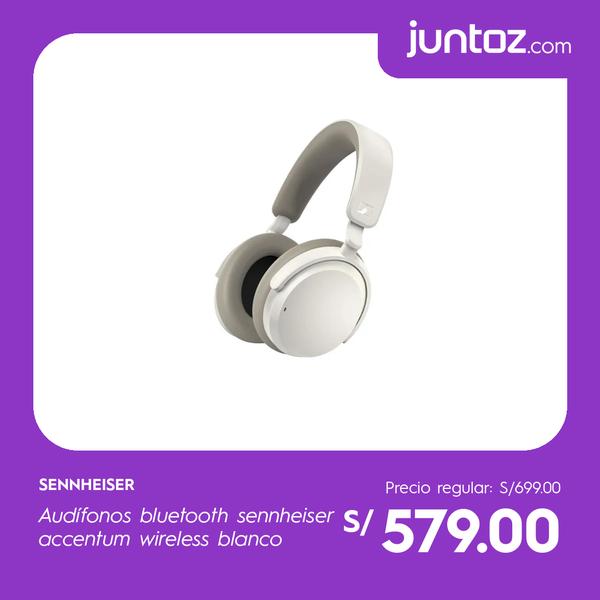 juntoz.com
SENNHEISER
Audífonos bluetooth sennheiser
accentum wireless blanco
Precio regular: S/699.00
S/ 579.00